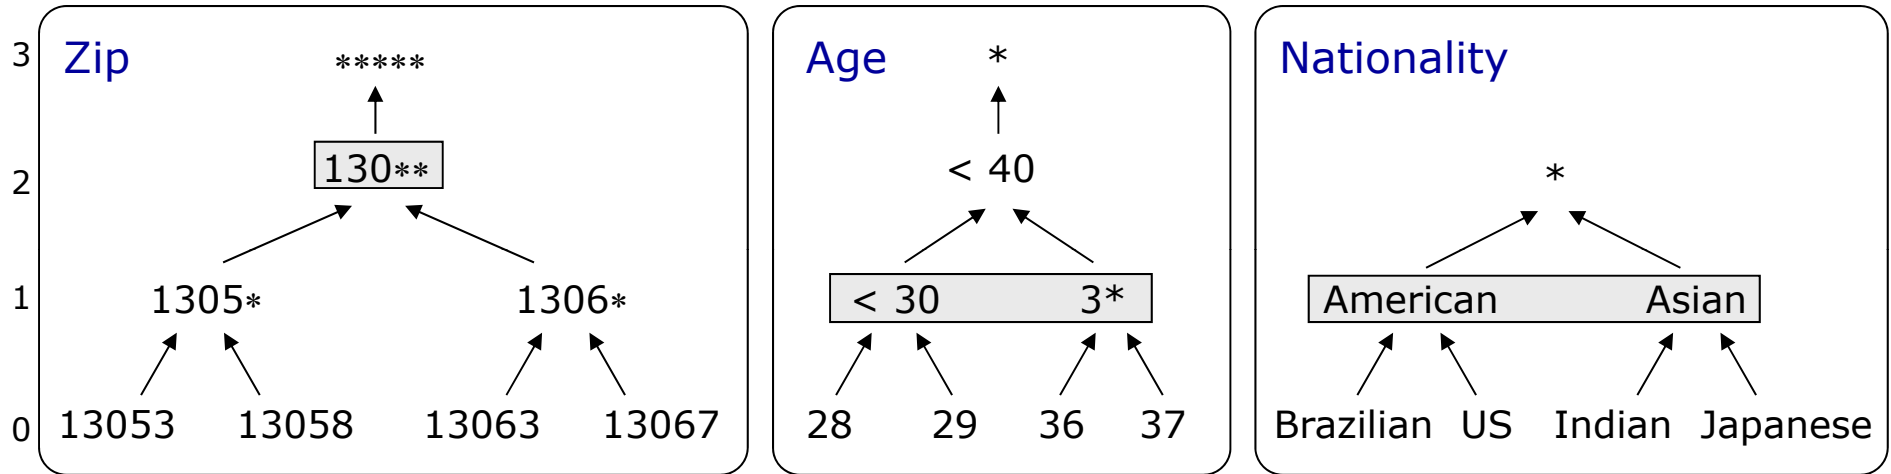 3 Zip ***** Age * Nationality
2 130** < 40 *
1 1305* 1306* < 30 3* American Asian
0 13053 13058 13063 13067 28 29 36 37 Brazilian US Indian Japanese